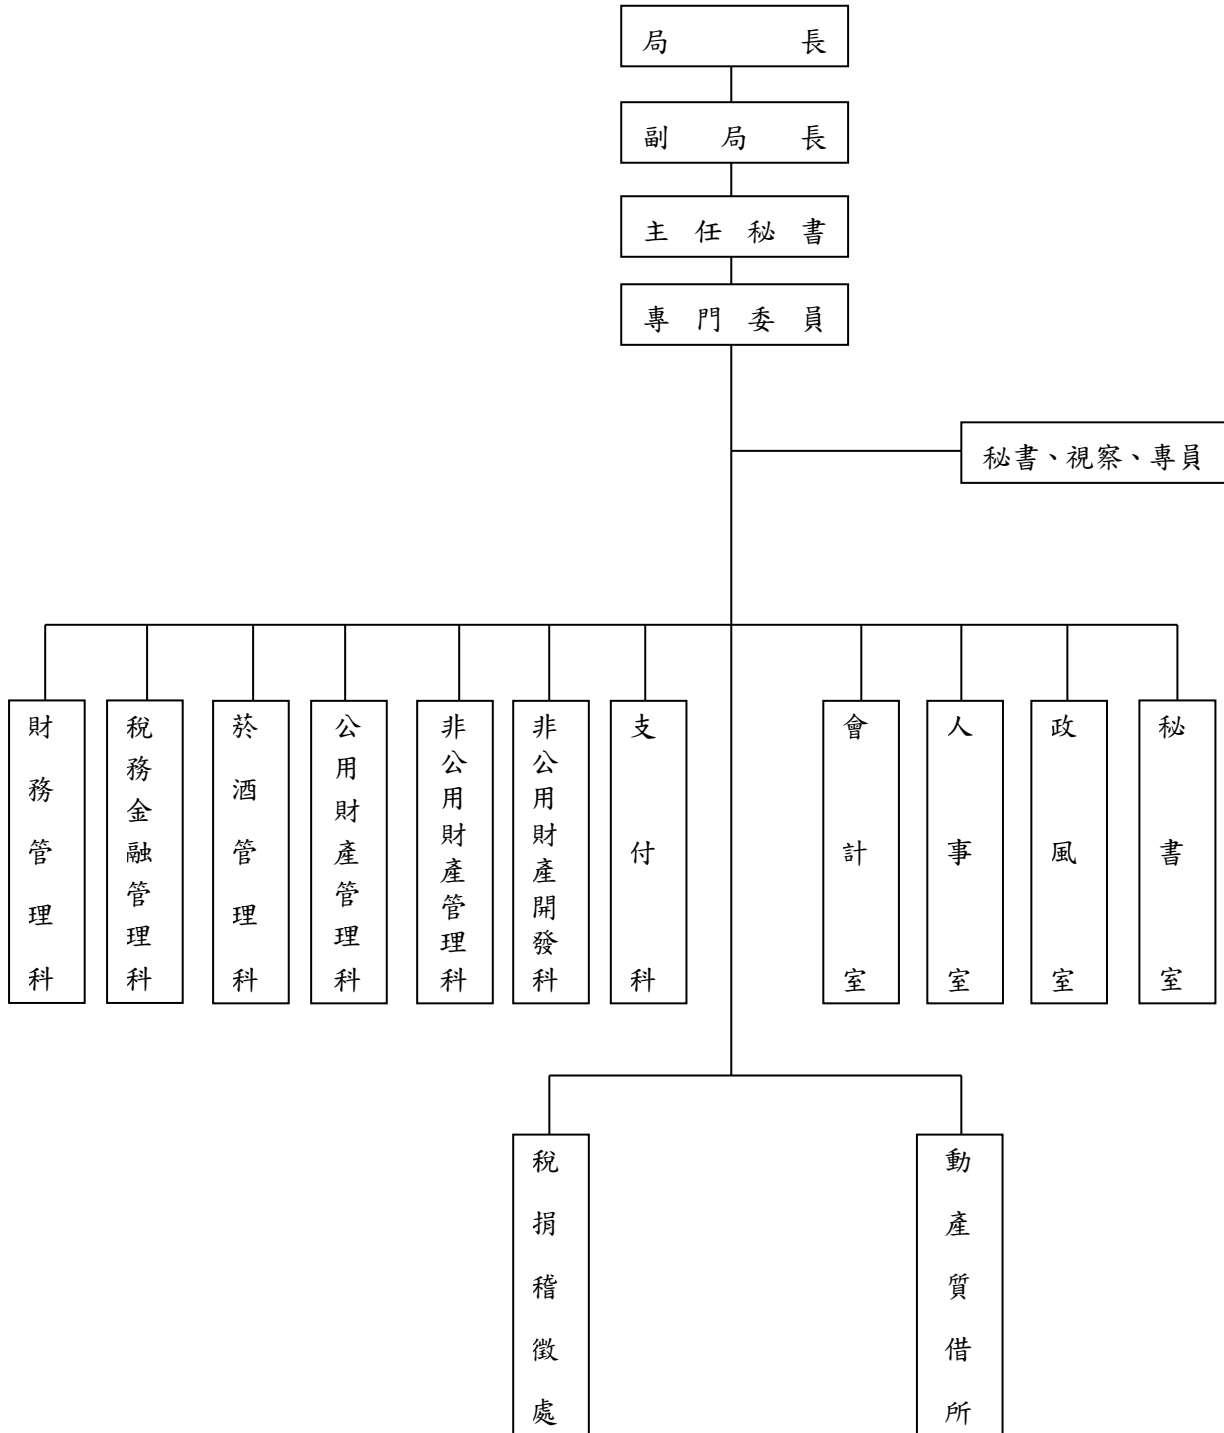 局長
副局長
主任秘書
專門委員
秘書、視察、專員
財務管理科
稅務金融管理科
菸酒管理科
公用財產管理科
非公用財產管理科
非公用財產開發科
支付科
會計室
人事室
政風室
秘書室
稅捐稽徵處
動產質借所